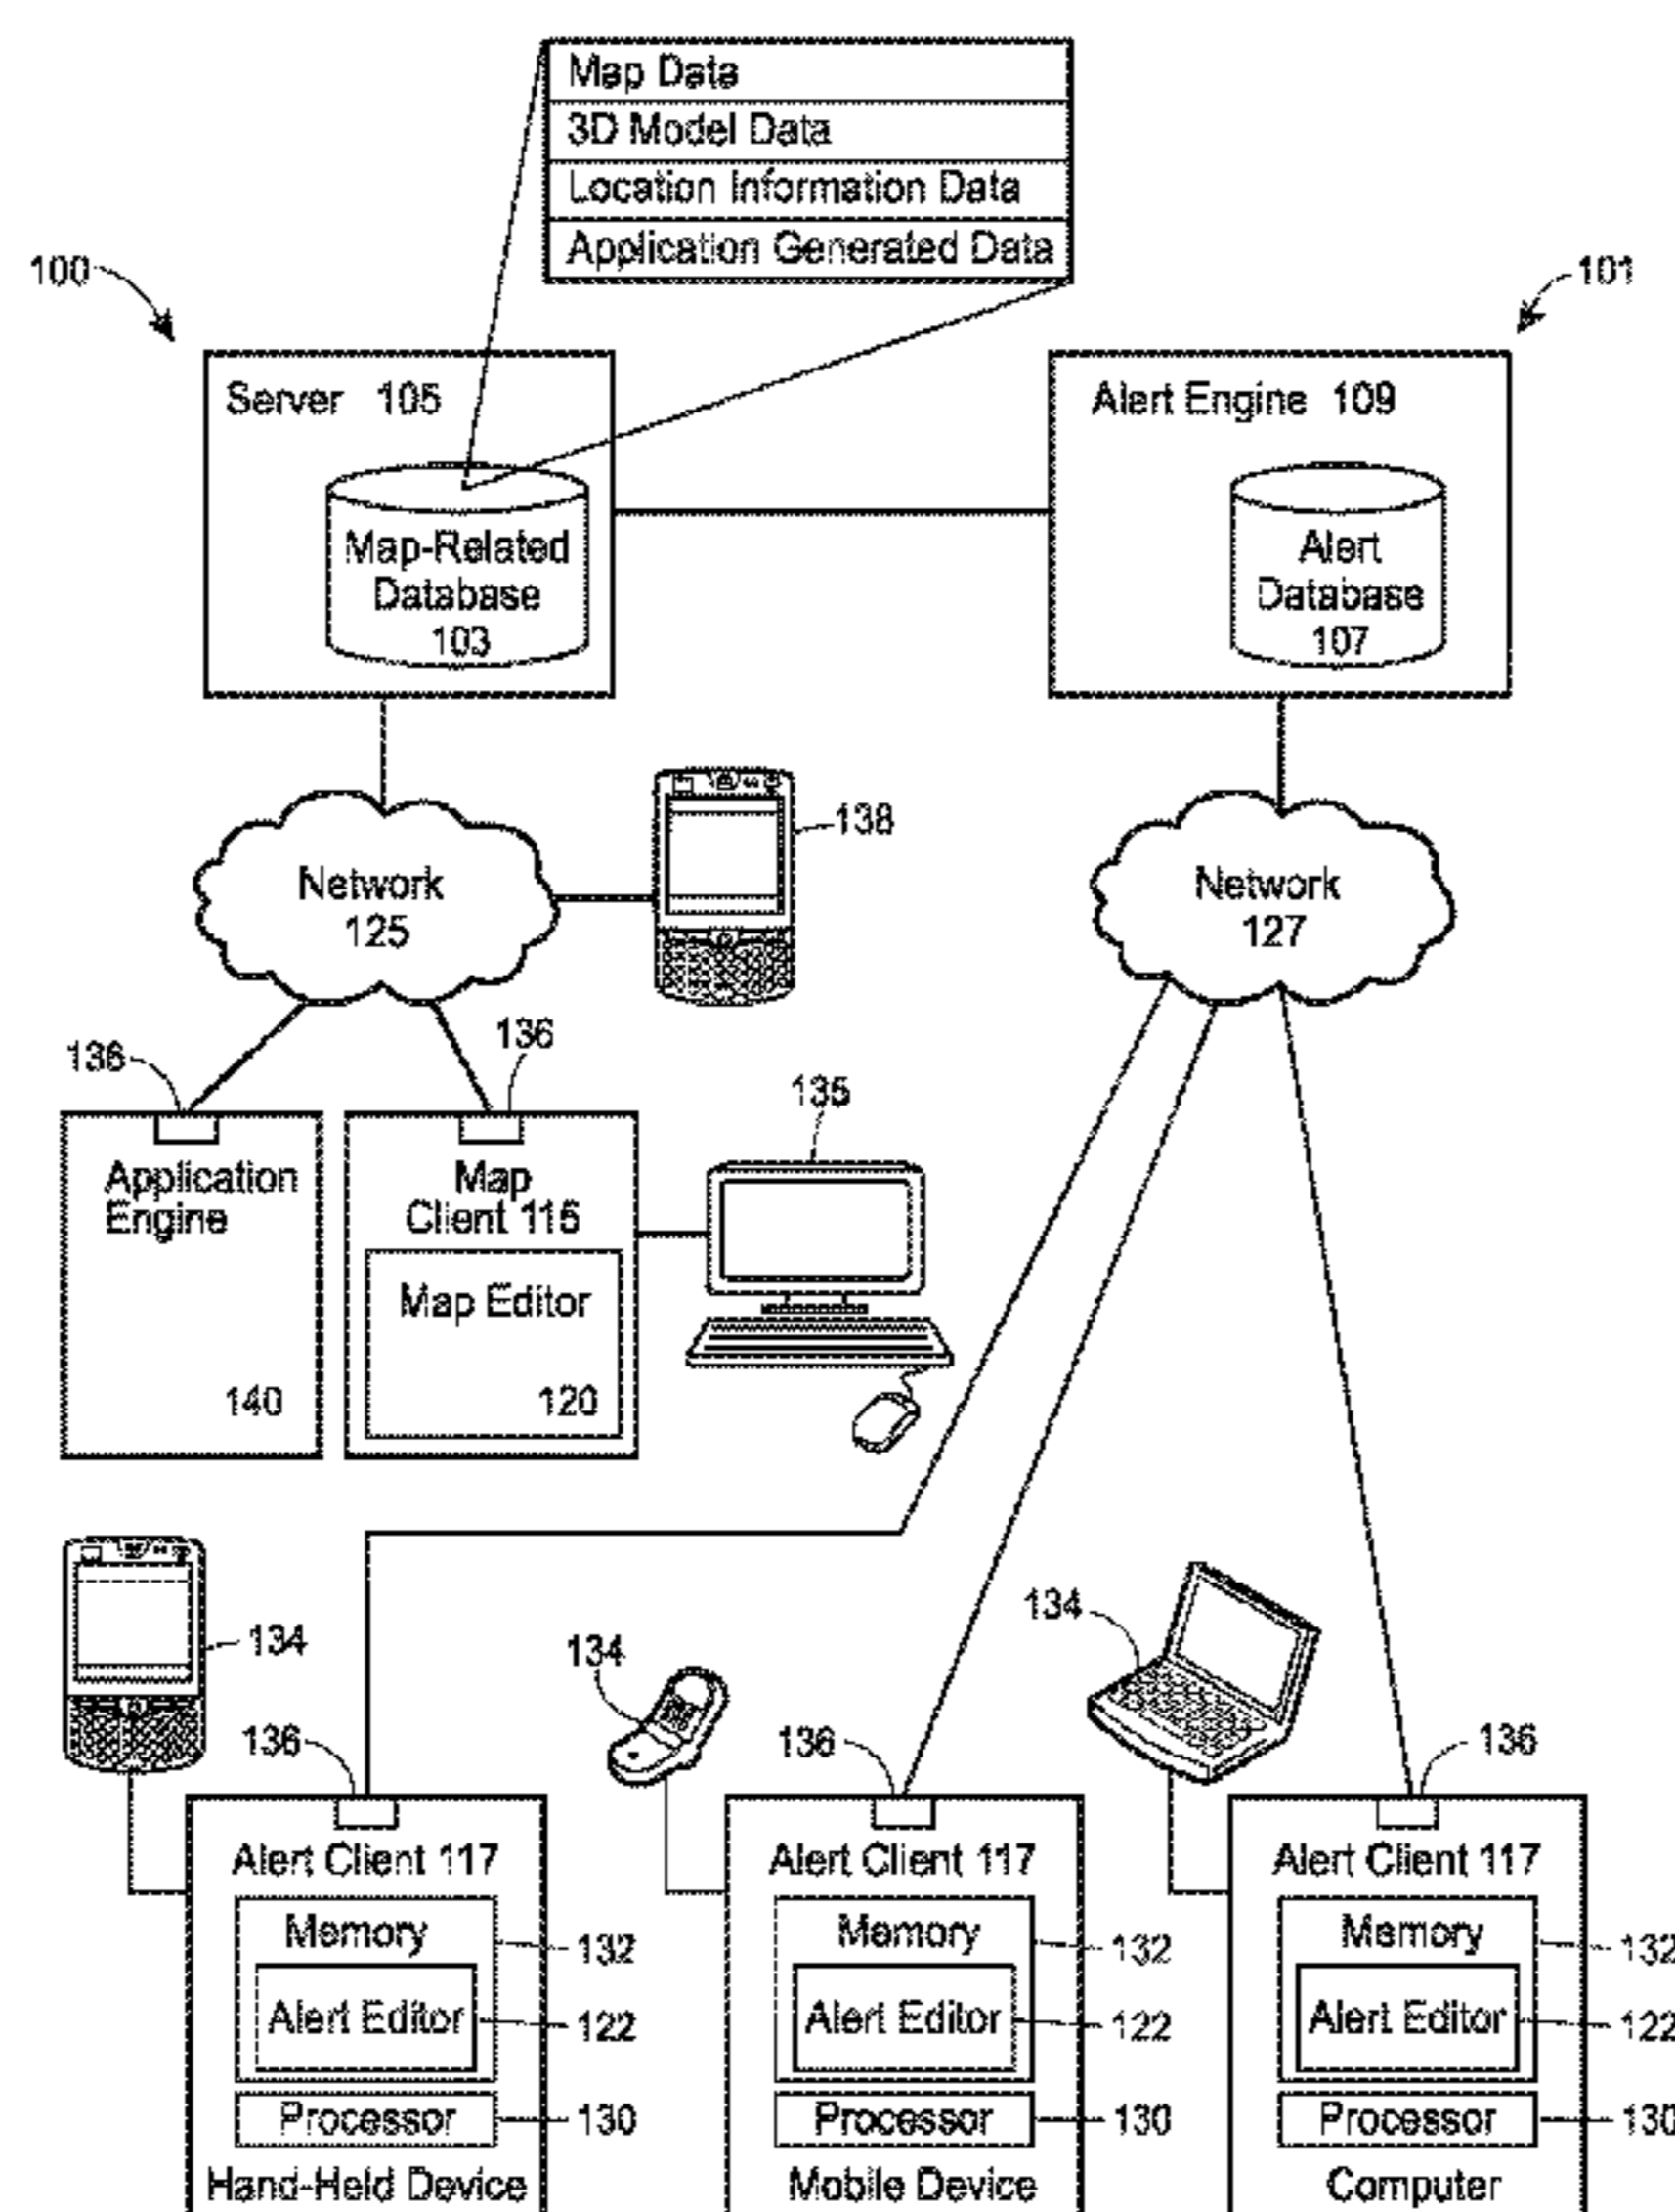 Map Data
3D Model Data
Location Information Data
Application Generated Data
100
101
Server 105
Alert Engine 109
Map-Related
Database
103
Alert
Database
107
138
Network
125
Network
127
136
136
135
Application
Engine
140
Map
Client 115
Map Editor
120
134
134
134
136
136
136
Alert Client 117
Memory
132
Alert Editor
122
Processor
130
Hand-Held Device
Alert Client 117
Memory
132
Alert Editor
122
Processor
130
Mobile Device
Alert Client 117
Memory
132
Alert Editor
122
Processor
130
Computer